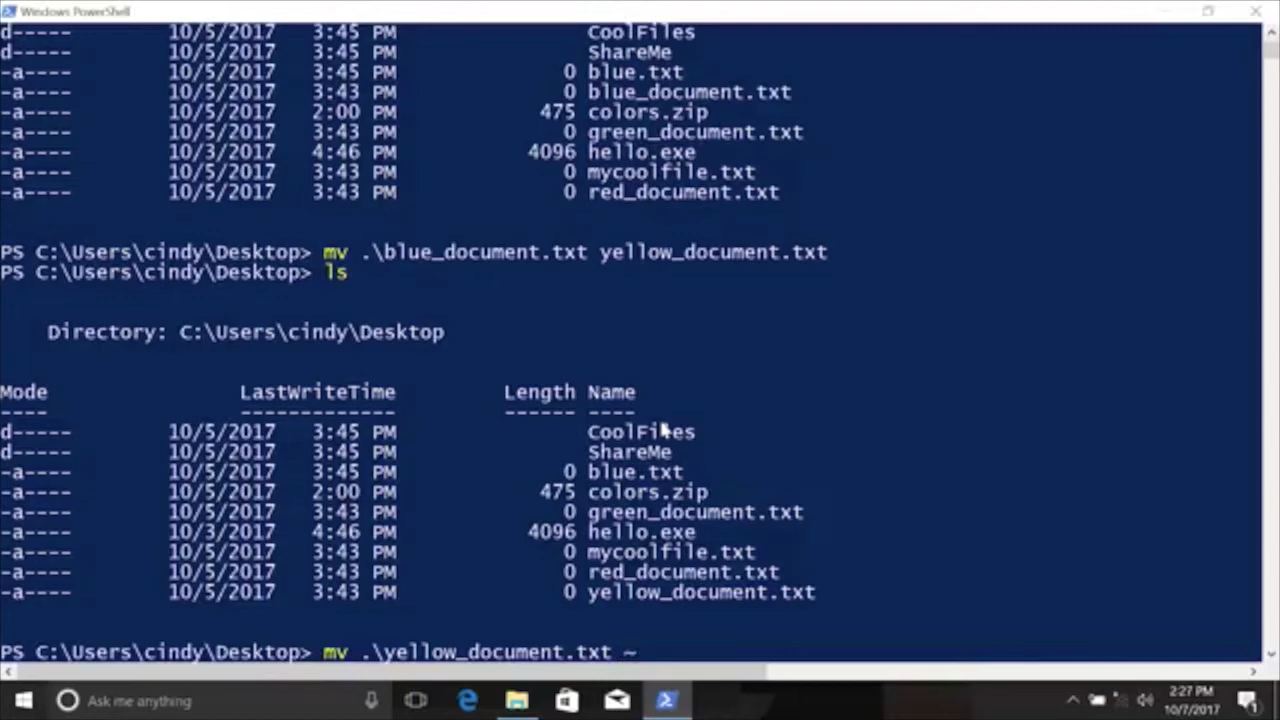 Windows PowerShell
d----- 10/5/2017 3:45 PM CoolFiles
d----- 10/5/2017 3:45 PM ShareMe
-a---- 10/5/2017 3:45 PM 0 blue.txt
-a---- 10/5/2017 3:43 PM 0 blue_document.txt
-a---- 10/5/2017 2:00 PM 475 colors.zip
-a---- 10/5/2017 3:43 PM 0 green_document.txt
-a---- 10/3/2017 4:46 PM 4096 hello.exe
-a---- 10/5/2017 3:43 PM 0 mycoolfile.txt
-a---- 10/5/2017 3:43 PM 0 red_document.txt
PS C:\Users\cindy\Desktop> mv .\blue_document.txt yellow_document.txt
PS C:\Users\cindy\Desktop> ls
Directory: C:\Users\cindy\Desktop
Mode LastWriteTime Length Name
---- ------------- ------ ----
d----- 10/5/2017 3:45 PM CoolFiles
d----- 10/5/2017 3:45 PM ShareMe
-a---- 10/5/2017 3:45 PM 0 blue.txt
-a---- 10/5/2017 2:00 PM 475 colors.zip
-a---- 10/5/2017 3:43 PM 0 green_document.txt
-a---- 10/3/2017 4:46 PM 4096 hello.exe
-a---- 10/5/2017 3:43 PM 0 mycoolfile.txt
-a---- 10/5/2017 3:43 PM 0 red_document.txt
-a---- 10/5/2017 3:43 PM 0 yellow_document.txt
PS C:\Users\cindy\Desktop> mv .\yellow_document.txt ~
Ask me anything
2:27 PM
10/7/2017
1